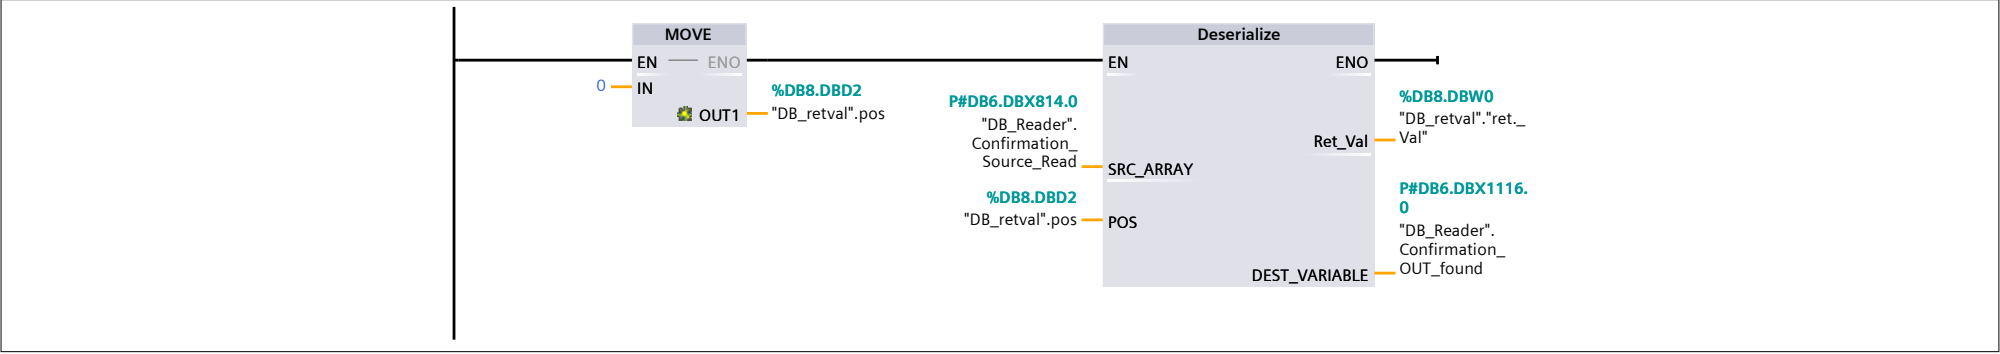 MOVE
EN
ENO
0
IN
OUT1
%DB8.DBD2
"DB_retval".pos
Deserialize
EN
ENO
P#DB6.DBX814.0
"DB_Reader".
Confirmation_
Source_Read
SRC_ARRAY
%DB8.DBD2
"DB_retval".pos
POS
Ret_Val
%DB8.DBW0
"DB_retval"."ret._
Val"
DEST_VARIABLE
P#DB6.DBX1116.
0
"DB_Reader".
Confirmation_
OUT_found